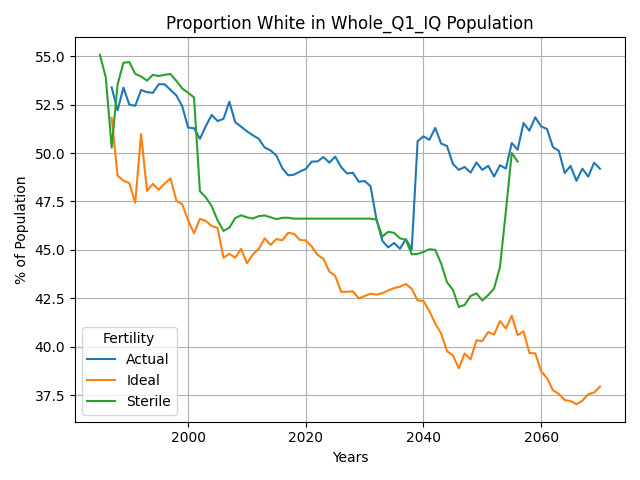 Proportion White in Whole_Q1_IQ Population
% of Population
55.0
52.5
50.0
47.5
45.0
42.5
40.0
37.5
Fertility
Actual
Ideal
Sterile
2000 2020 2040 2060
Years